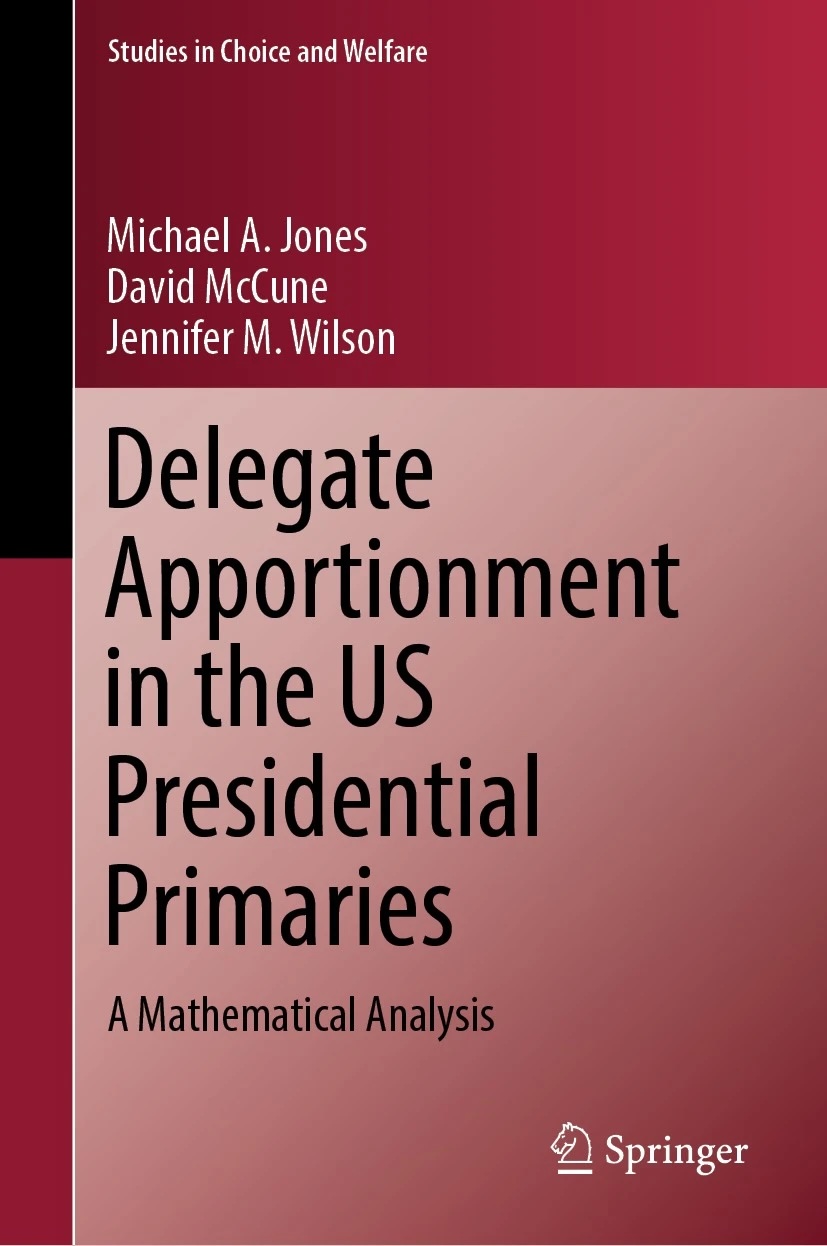 Studies in Choice and Welfare
Michael A. Jones
David McCune
Jennifer M. Wilson
Delegate
Apportionment
in the US
Presidential
Primaries
A Mathematical Analysis
Springer